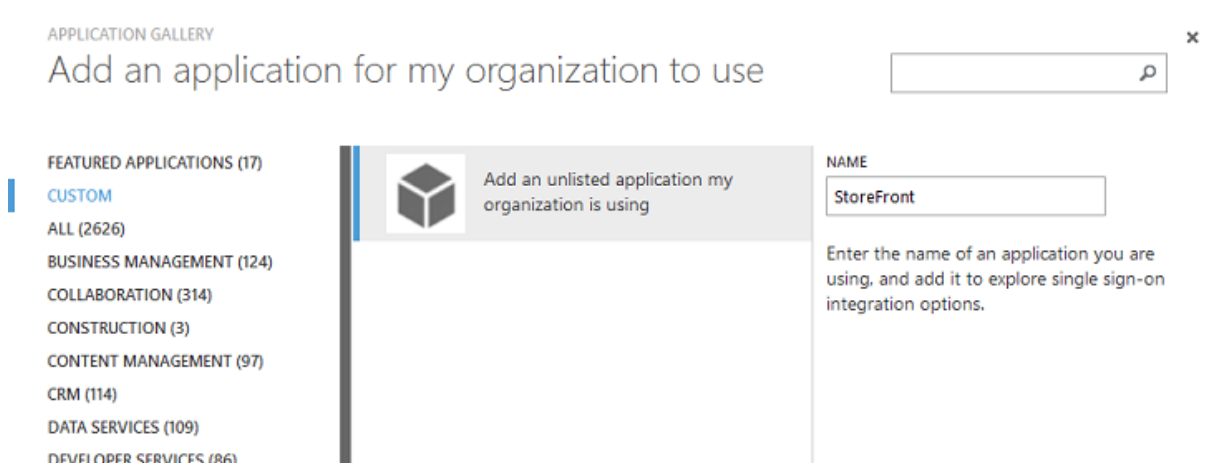 APPLICATION GALLERY
Add an application for my organization to use
FEATURED APPLICATIONS (17)
CUSTOM
ALL (2626)
BUSINESS MANAGEMENT (124)
COLLABORATION (314)
CONSTRUCTION (3)
CONTENT MANAGEMENT (97)
CRM (114)
DATA SERVICES (109)
DEVELOPER SERVICES (86)
Add an unlisted application my
organization is using
NAME
StoreFront
Enter the name of an application you are
using, and add it to explore single sign-on
integration options.